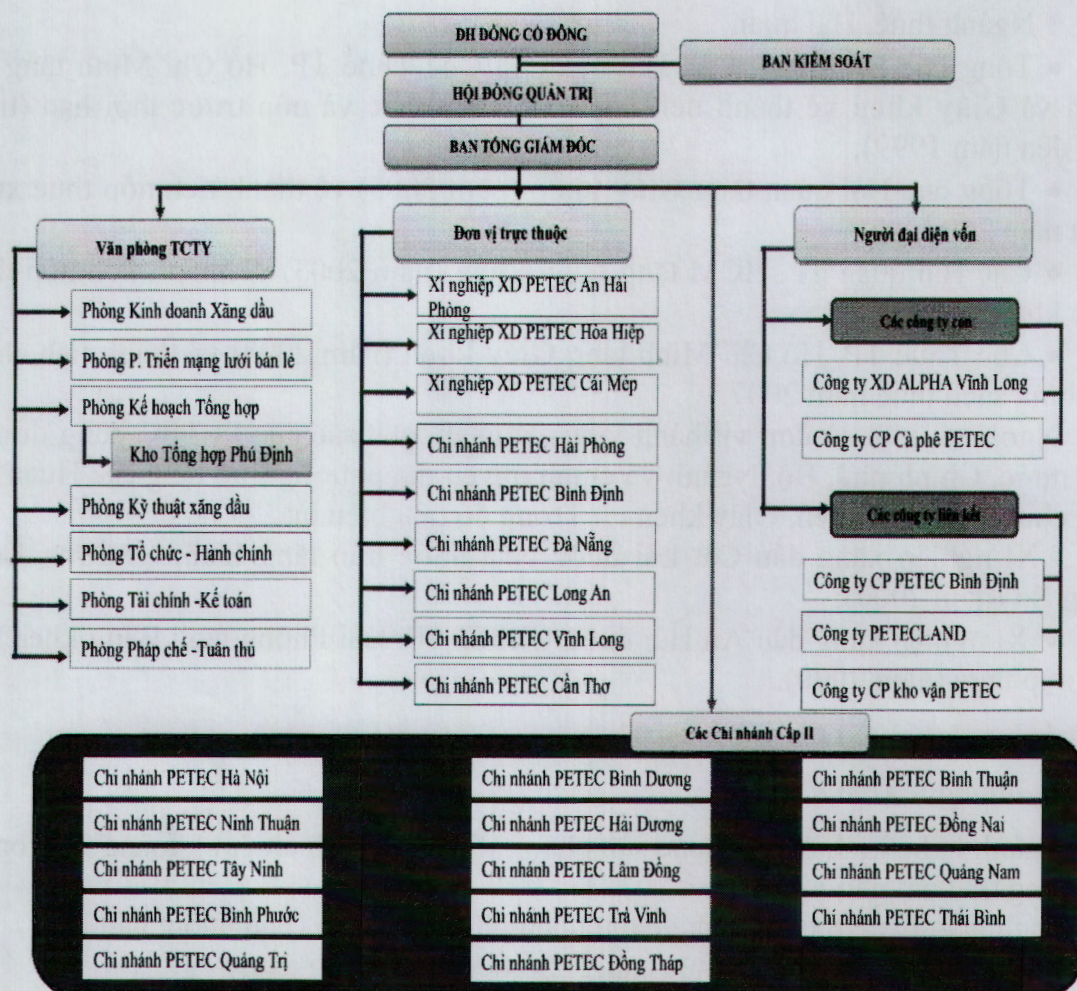 ĐH ĐỒNG CỔ ĐÔNG
BAN KIỂM SOÁT
HỘI ĐỒNG QUẢN TRỊ
BAN TỔNG GIÁM ĐỐC
Văn phòng TCTY
Phòng Kinh doanh Xăng dầu
Phòng P.Triển mạng lưới bán lẻ
Phòng Kế hoạch Tổng hợp
Kho Tổng hợp Phú Định
Phòng Kỹ thuật xăng dầu
Phòng Tổ chức - Hành chính
Phòng Tài chính -Kế toán
Phòng Pháp chế -Tuân thủ
Đơn vị trực thuộc
Xí nghiệp XD PETEC An Hải
Phòng
Xí nghiệp XD PETEC Hòa Hiệp
Xí nghiệp XD PETEC Cái Mép
Chi nhánh PETEC Hải Phòng
Chi nhánh PETEC Bình Định
Chi nhánh PETEC Đà Nẵng
Chi nhánh PETEC Long An
Chi nhánh PETEC Vĩnh Long
Chi nhánh PETEC Cần Thơ
Người đại diện vốn
Các công ty con
Công ty XD ALPHA Vĩnh Long
Công ty CP Cà phê PETEC
Các công ty liên kết
Công ty CP PETEC Bình Định
Công ty PETECLAND
Công ty CP kho vận PETEC
Các Chi nhánh Cấp II
Chi nhánh PETEC Hà Nội
Chi nhánh PETEC Ninh Thuận
Chi nhánh PETEC Tây Ninh
Chi nhánh PETEC Bình Phước
Chi nhánh PETEC Quảng Trị
Chi nhánh PETEC Bình Dương
Chi nhánh PETEC Hải Dương
Chi nhánh PETEC Lâm Đồng
Chi nhánh PETEC Trà Vinh
Chi nhánh PETEC Đồng Tháp
Chi nhánh PETEC Bình Thuận
Chi nhánh PETEC Đồng Nai
Chi nhánh PETEC Quảng Nam
Chi nhánh PETEC Thái Bình